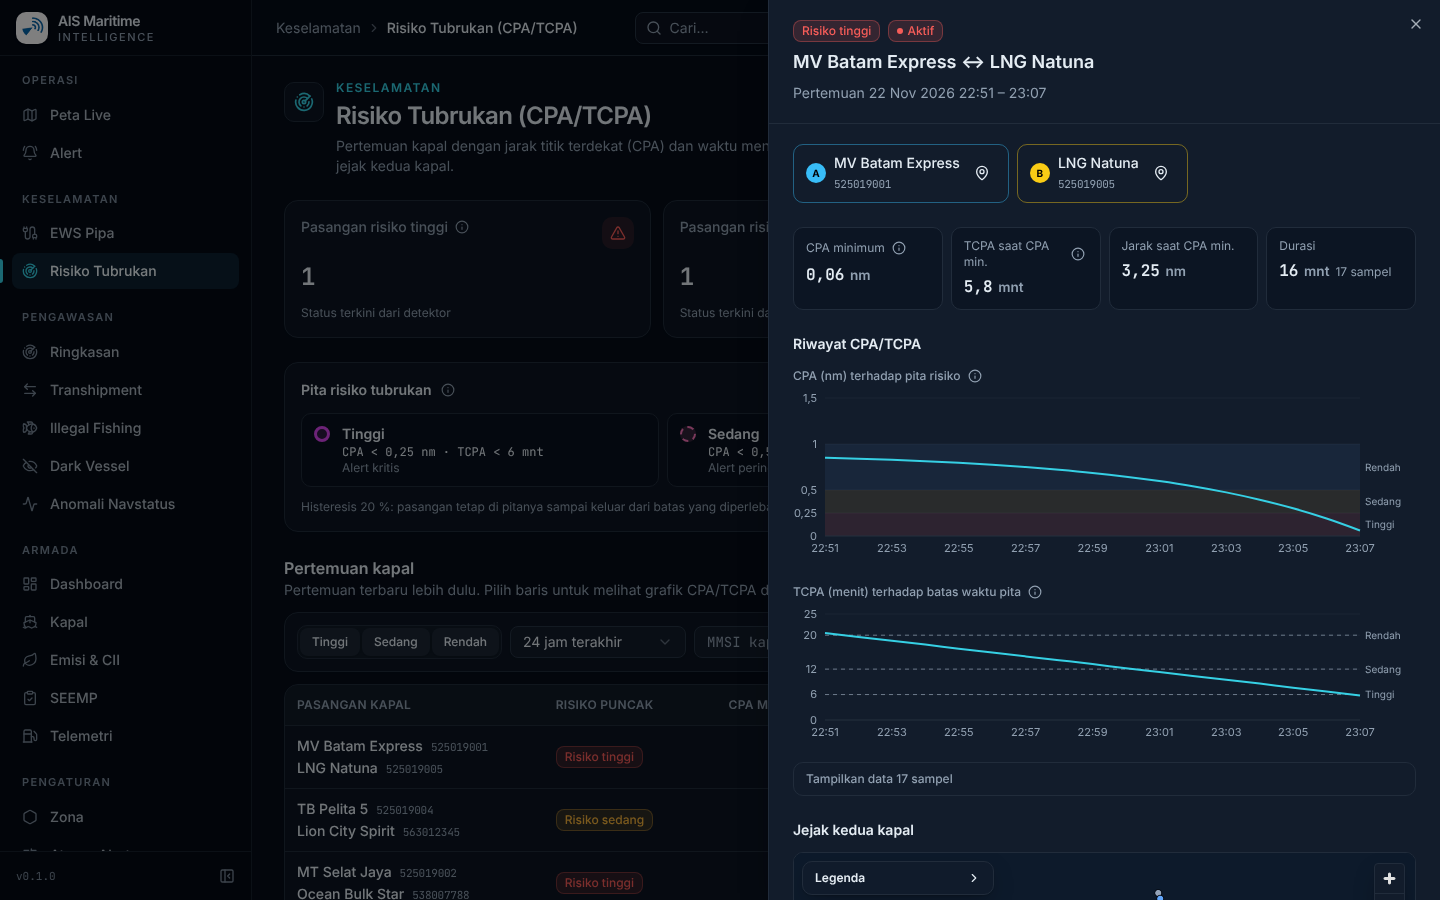 AIS Maritime
INTELLIGENCE
OPERASI
Peta Live
Alert
KESELAMATAN
EWS Pipa
Risiko Tubrukan
PENGAWASAN
Ringkasan
Transhipment
Illegal Fishing
Dark Vessel
Anomali Navstatus
ARMADA
Dashboard
Kapal
Emisi & CII
SEEMP
Telemetri
PENGATURAN
Zona
v0.1.0
Keselamatan > Risiko Tubrukan (CPA/TCPA)
Cari...
KESELAMATAN
Risiko Tubrukan (CPA/TCPA)
Pertemuan kapal dengan jarak titik terdekat (CPA) dan waktu
jejak kedua kapal.
Pasangan risiko tinggi
1
Status terkini dari detektor
Pasangan
1
Status terkini
Pita risiko tubrukan
Tinggi
CPA < 0,25 nm · TCPA < 6 mnt
Alert kritis
Sedang
CPA <
Alert
Histeresis 20 %: pasangan tetap di pitanya sampai keluar dari batas yang
Pertemuan kapal
Pertemuan terbaru lebih dulu. Pilih baris untuk melihat grafik CPA/TCPA
Tinggi
Sedang
Rendah
24 jam terakhir
MMSI
PASANGAN KAPAL
RISIKO PUNCAK
CPA
MV Batam Express 525019001
LNG Natuna 525019005
Risiko tinggi
TB Pelita 5 525019004
Lion City Spirit 563012345
Risiko sedang
MT Selat Jaya 525019002
Ocean Bulk Star 538007788
Risiko tinggi
Risiko tinggi
Aktif
MV Batam Express ↔ LNG Natuna
Pertemuan 22 Nov 2026 22:51 – 23:07
A
MV Batam Express
525019001
B
LNG Natuna
525019005
CPA minimum
0,06 nm
TCPA saat CPA
min.
5,8 mnt
Jarak saat CPA min.
3,25 nm
Durasi
16 mnt 17 sampel
Riwayat CPA/TCPA
CPA (nm) terhadap pita risiko
1,5
1
0,5
0,25
0
Rendah
Sedang
Tinggi
22:51 22:53 22:55 22:57 22:59 23:01 23:03 23:05 23:07
TCPA (menit) terhadap batas waktu pita
25
20
12
6
0
Rendah
Sedang
Tinggi
22:51 22:53 22:55 22:57 22:59 23:01 23:03 23:05 23:07
Tampilkan data 17 sampel
Jejak kedua kapal
Legenda